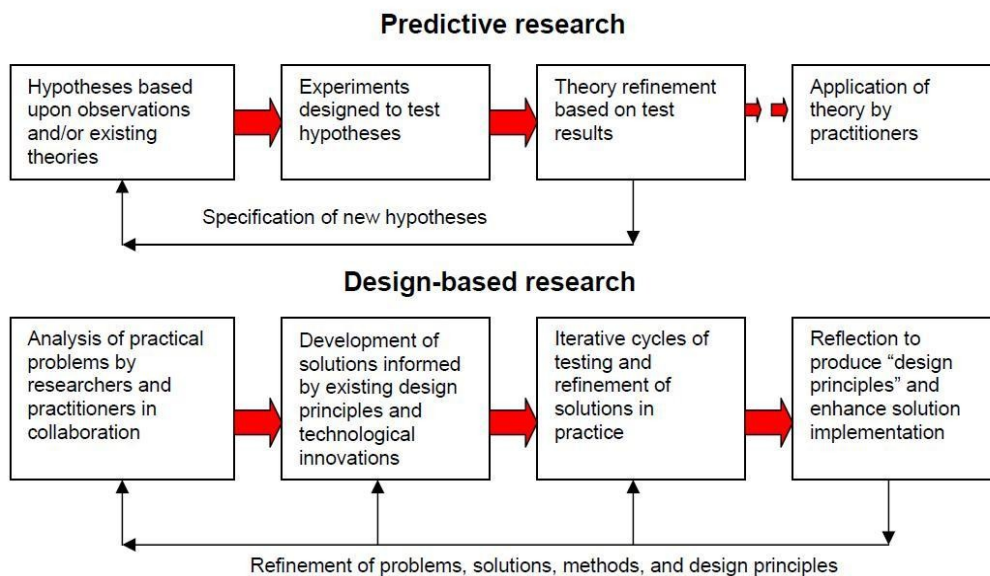 Predictive research
Hypotheses based
upon observations
and/or existing
theories
Experiments
designed to test
hypotheses
Theory refinement
based on test
results
Application of
theory by
practitioners
Specification of new hypotheses
Design-based research
Analysis of practical
problems by
researchers and
practitioners in
collaboration
Development of
solutions informed
by existing design
principles and
technological
innovations
Iterative cycles of
testing and
refinement of
solutions in
practice
Reflection to
produce “design
principles” and
enhance solution
implementation
Refinement of problems, solutions, methods, and design principles